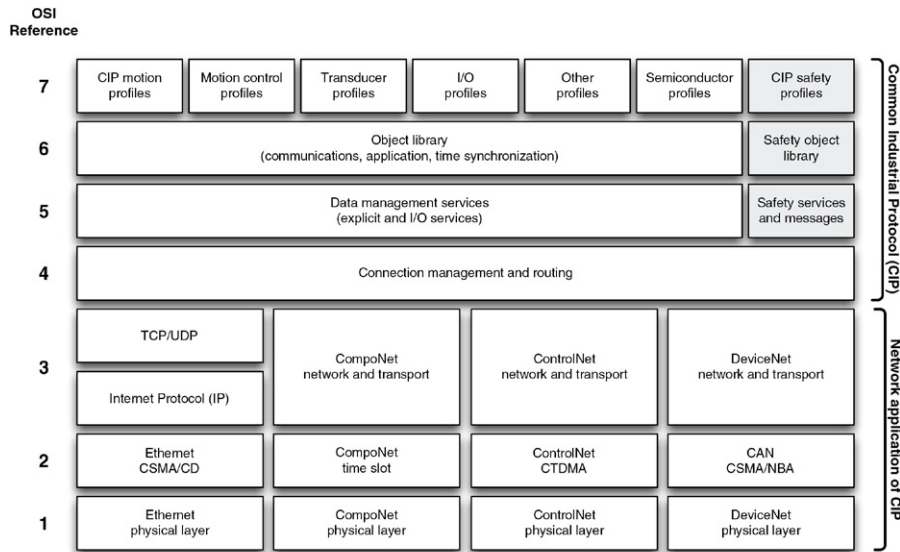 OSI
Reference
7
CIP motion
profiles
Motion control
profiles
Transducer
profiles
I/O
profiles
Other
profiles
Semiconductor
profiles
CIP safety
profiles
6
Object library
(communications, application, time synchronization)
Safety object
library
5
Data management services
(explicit and I/O services)
Safety services
and messages
4
Connection management and routing
Common Industrial Protocol (CIP)
3
TCP/UDP
Internet Protocol (IP)
CompoNet
network and transport
ControlNet
network and transport
DeviceNet
network and transport
2
Ethernet
CSMA/CD
CompoNet
time slot
ControlNet
CTDMA
CAN
CSMA/NBA
1
Ethernet
physical layer
CompoNet
physical layer
ControlNet
physical layer
DeviceNet
physical layer
Network application of CIP